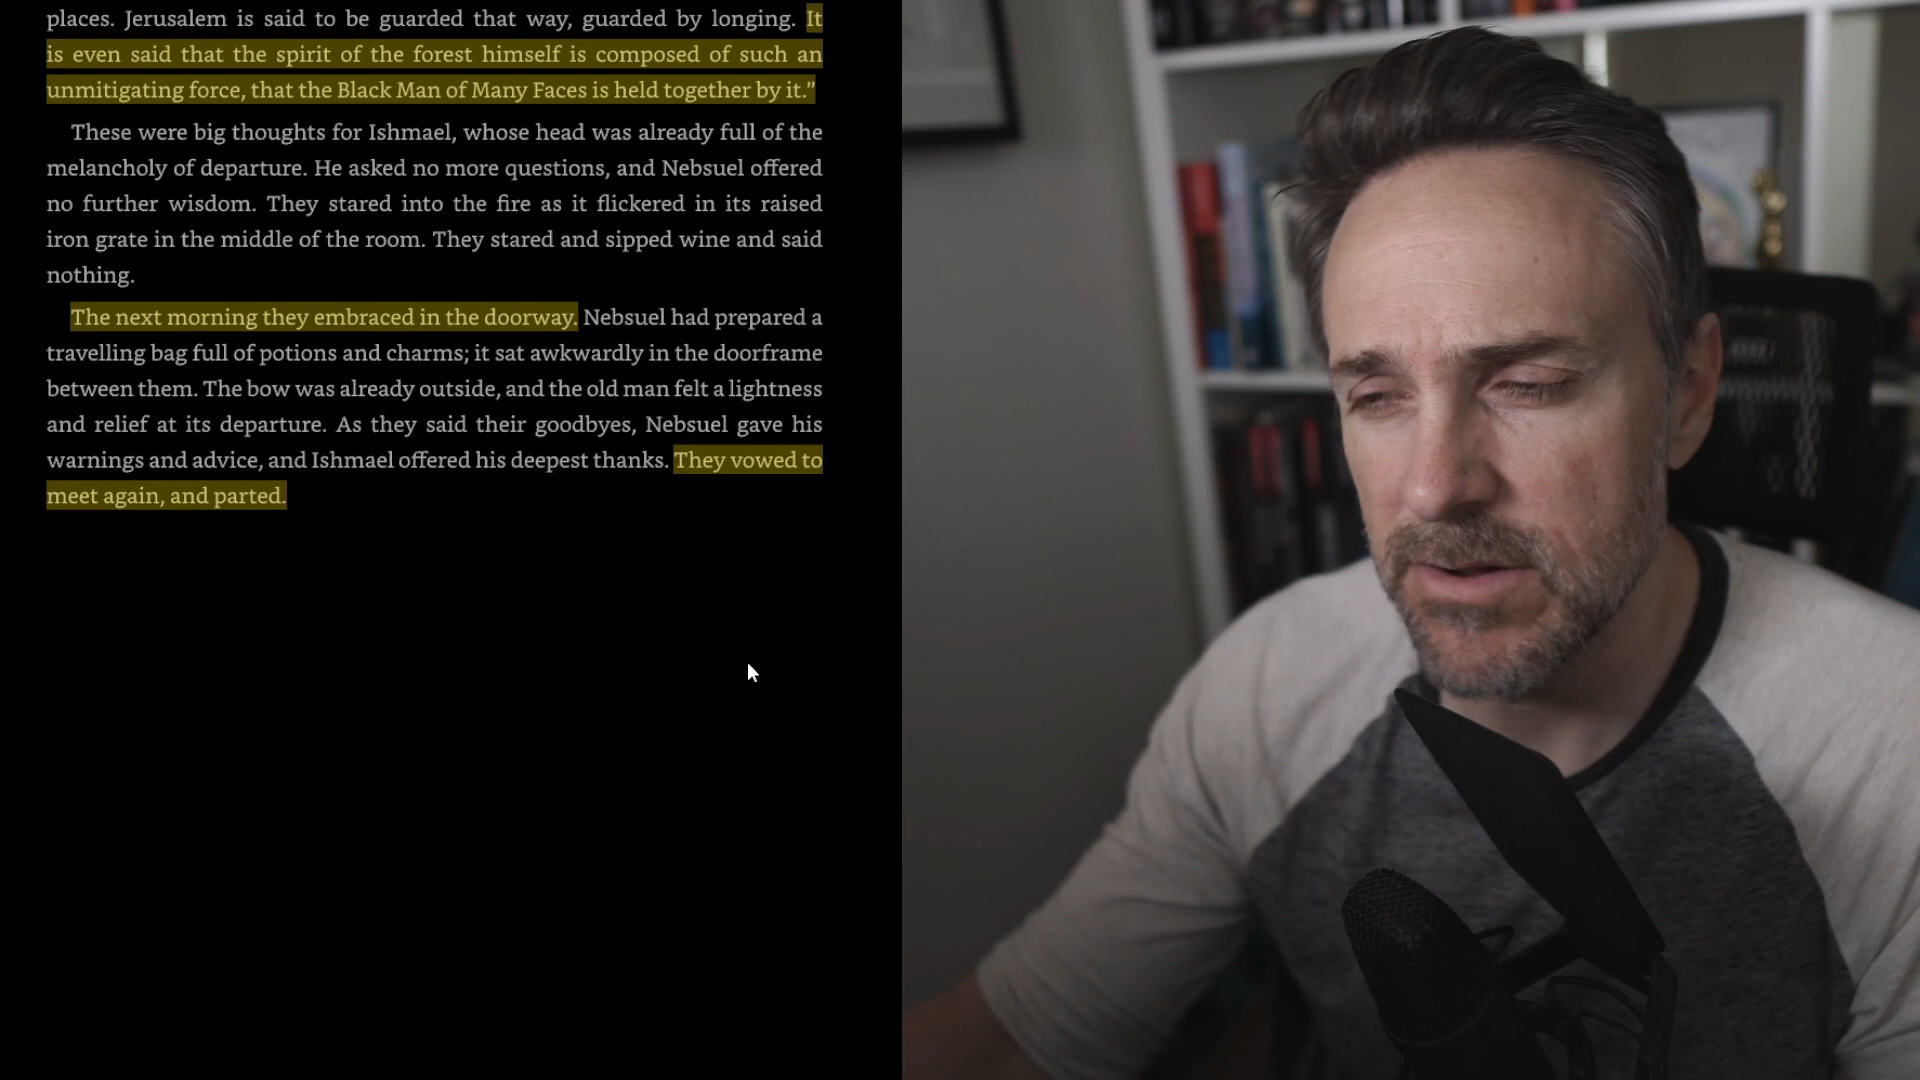 places. Jerusalem is said to be guarded that way, guarded by longing. It
is even said that the spirit of the forest himself is composed of such an
unmitigating force, that the Black Man of Many Faces is held together by it.”
These were big thoughts for Ishmael, whose head was already full of the
melancholy of departure. He asked no more questions, and Nebsuel offered
no further wisdom. They stared into the fire as it flickered in its raised
iron grate in the middle of the room. They stared and sipped wine and said
nothing.
The next morning they embraced in the doorway. Nebsuel had prepared a
travelling bag full of potions and charms; it sat awkwardly in the doorframe
between them. The bow was already outside, and the old man felt a lightness
and relief at its departure. As they said their goodbyes, Nebsuel gave his
warnings and advice, and Ishmael offered his deepest thanks. They vowed to
meet again, and parted.